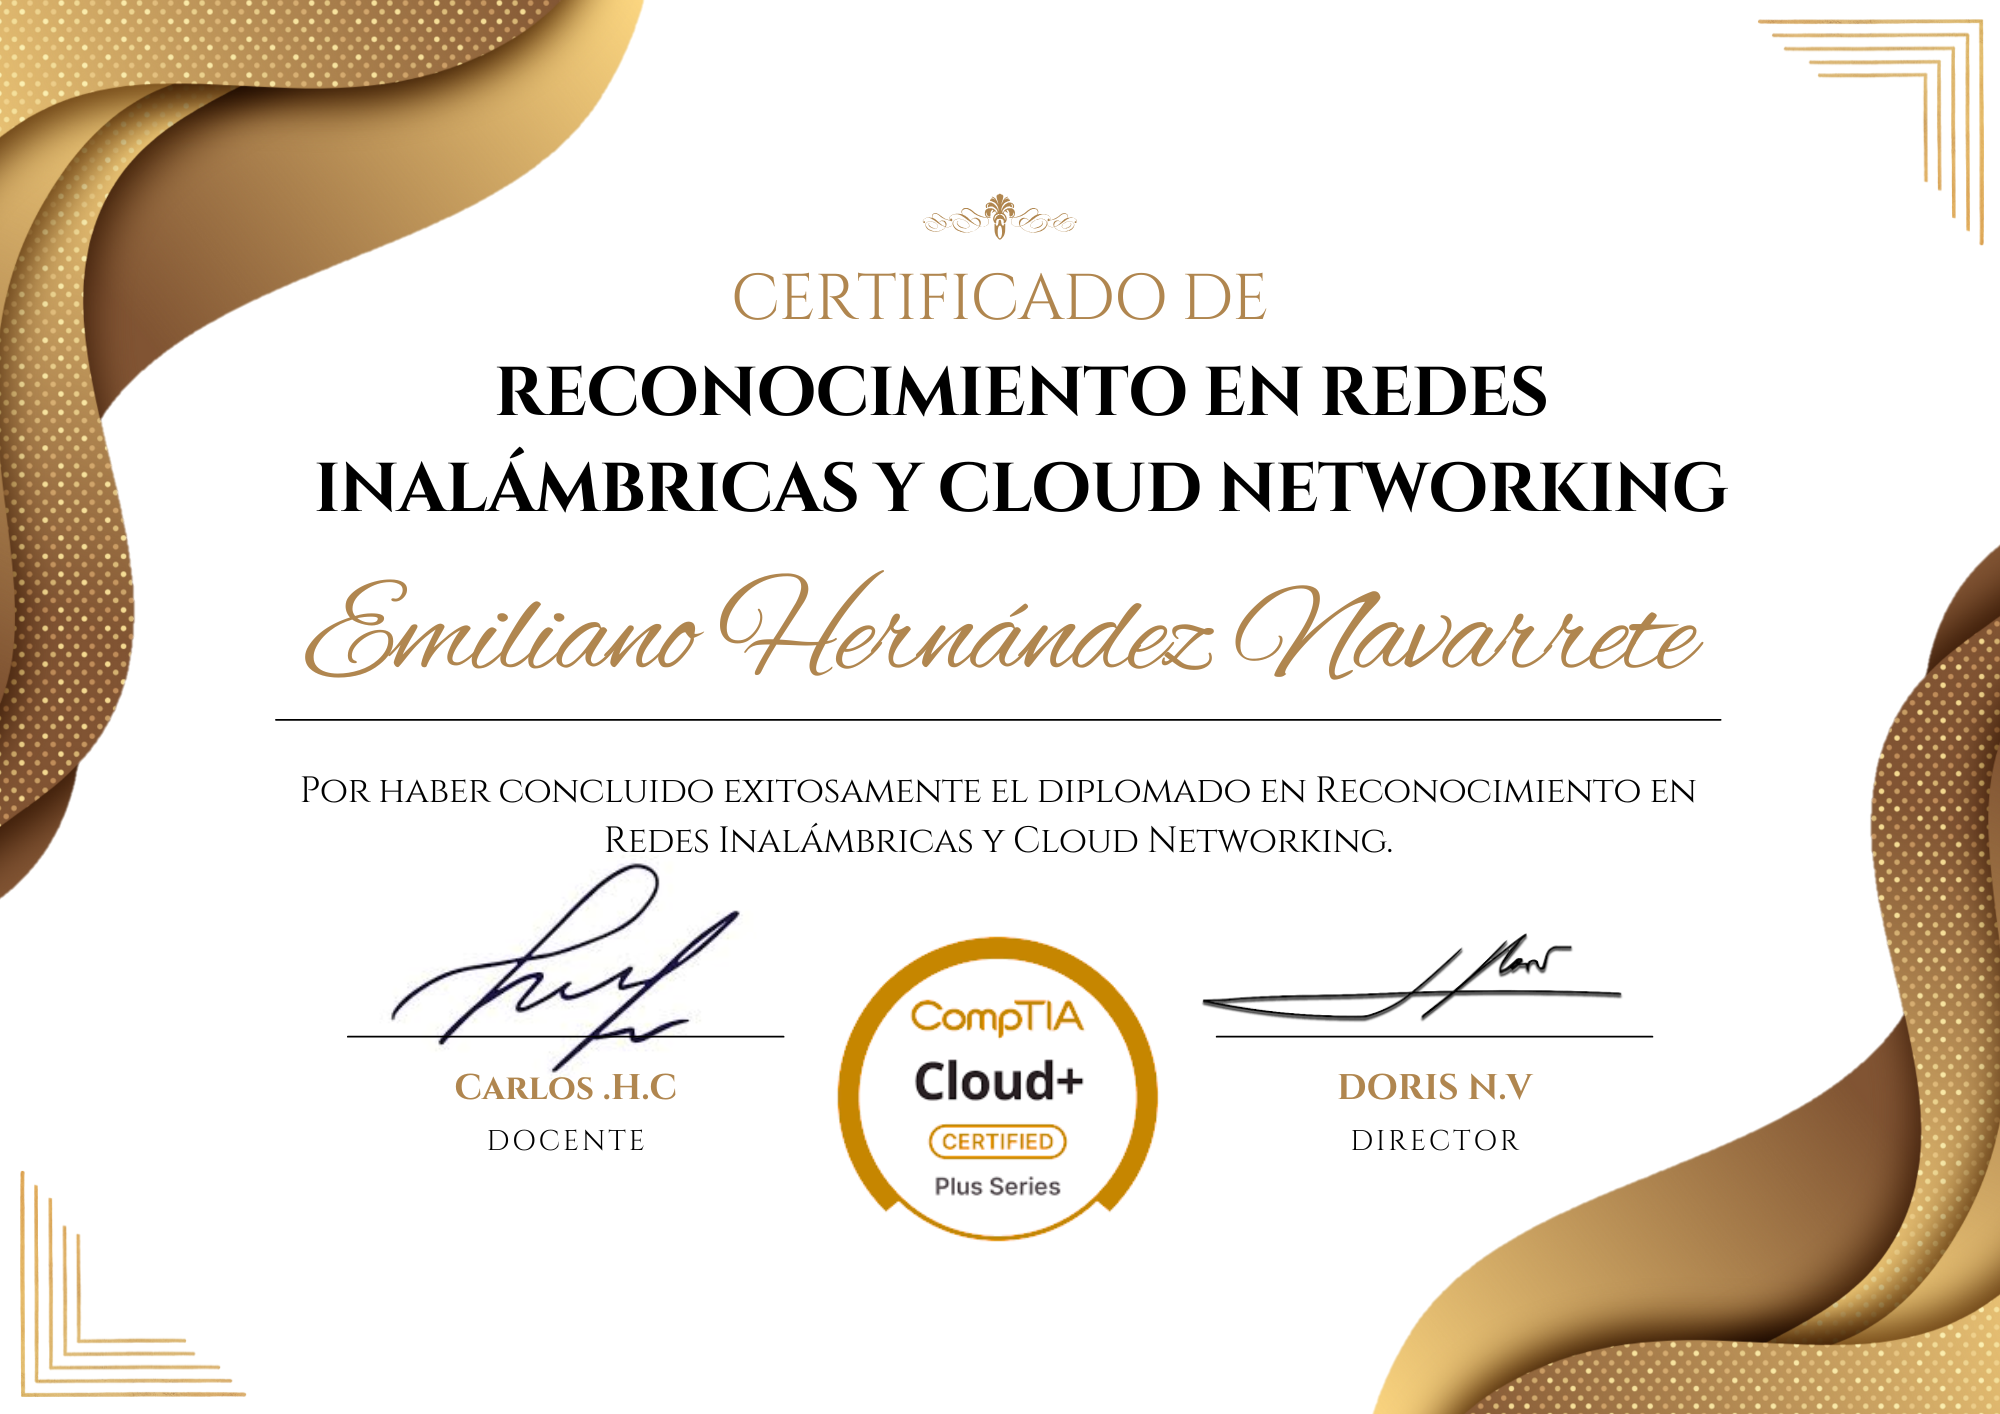 CERTIFICADO DE
RECONOCIMIENTO EN REDES
INALÁMBRICAS Y CLOUD NETWORKING
Emiliano Hernández Navarrete
Por haber concluido exitosamente el diplomado en Reconocimiento en
Redes Inalámbricas y Cloud Networking.
Carlos .H.C
DOCENTE
CompTIA
Cloud+
CERTIFIED
Plus Series
DORIS N.V
DIRECTOR